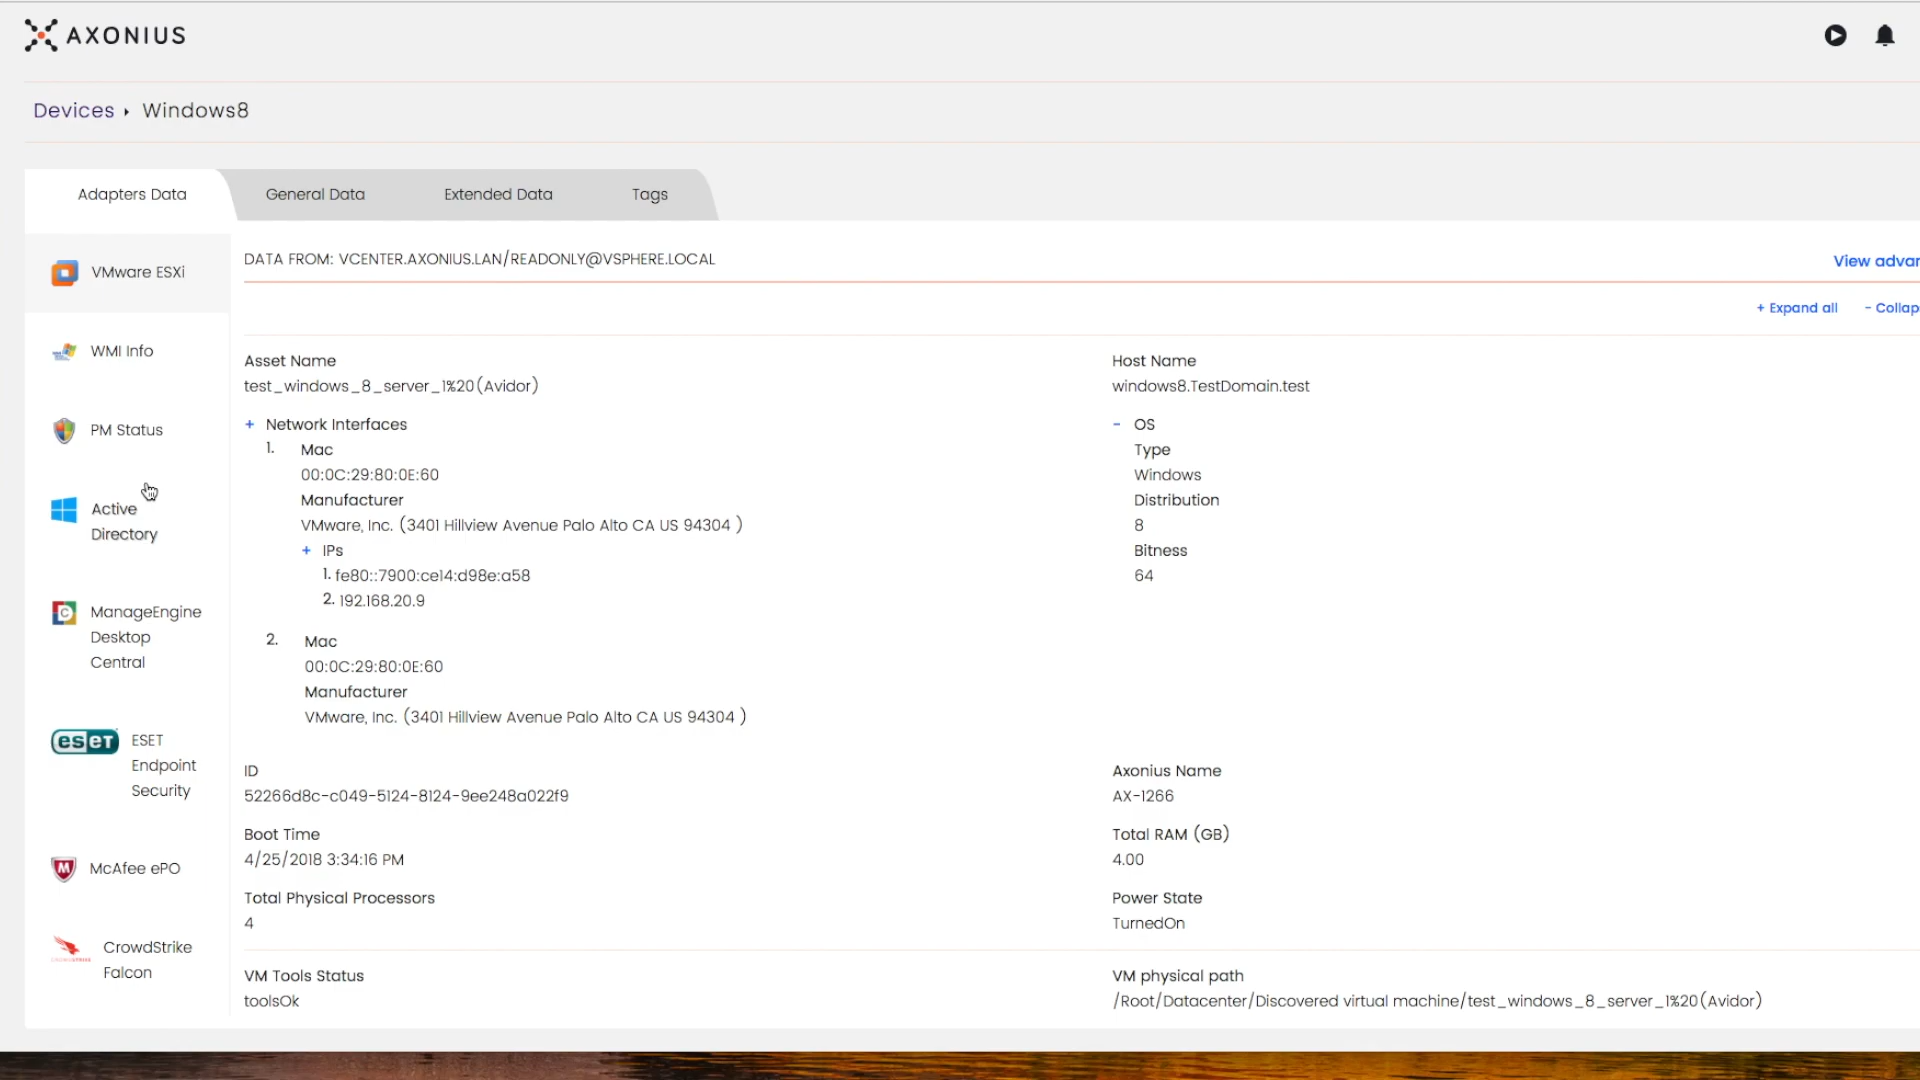 AXONIUS
Devices ▸ Windows8
Adapters Data
General Data
Extended Data
Tags
VMware ESXi
WMI Info
PM Status
Active
Directory
ManageEngine
Desktop
Central
eseT
ESET
Endpoint
Security
McAfee ePO
CrowdStrike
Falcon
DATA FROM: VCENTER.AXONIUS.LAN/READONLY@VSPHERE.LOCAL
View advan
+ Expand all
- Collap
Asset Name
test_windows_8_server_1%20(Avidor)
+ Network Interfaces
1. Mac
00:0C:29:80:0E:60
Manufacturer
VMware, Inc. (3401 Hillview Avenue Palo Alto CA US 94304 )
+ IPs
1. fe80::7900:ce14:d98e:a58
2. 192.168.20.9
2. Mac
00:0C:29:80:0E:60
Manufacturer
VMware, Inc. (3401 Hillview Avenue Palo Alto CA US 94304 )
ID
52266d8c-c049-5124-8124-9ee248a022f9
Boot Time
4/25/2018 3:34:16 PM
Total Physical Processors
4
VM Tools Status
toolsOk
Host Name
windows8.TestDomain.test
- OS
Type
Windows
Distribution
8
Bitness
64
Axonius Name
AX-1266
Total RAM (GB)
4.00
Power State
TurnedOn
VM physical path
/Root/Datacenter/Discovered virtual machine/test_windows_8_server_1%20(Avidor)